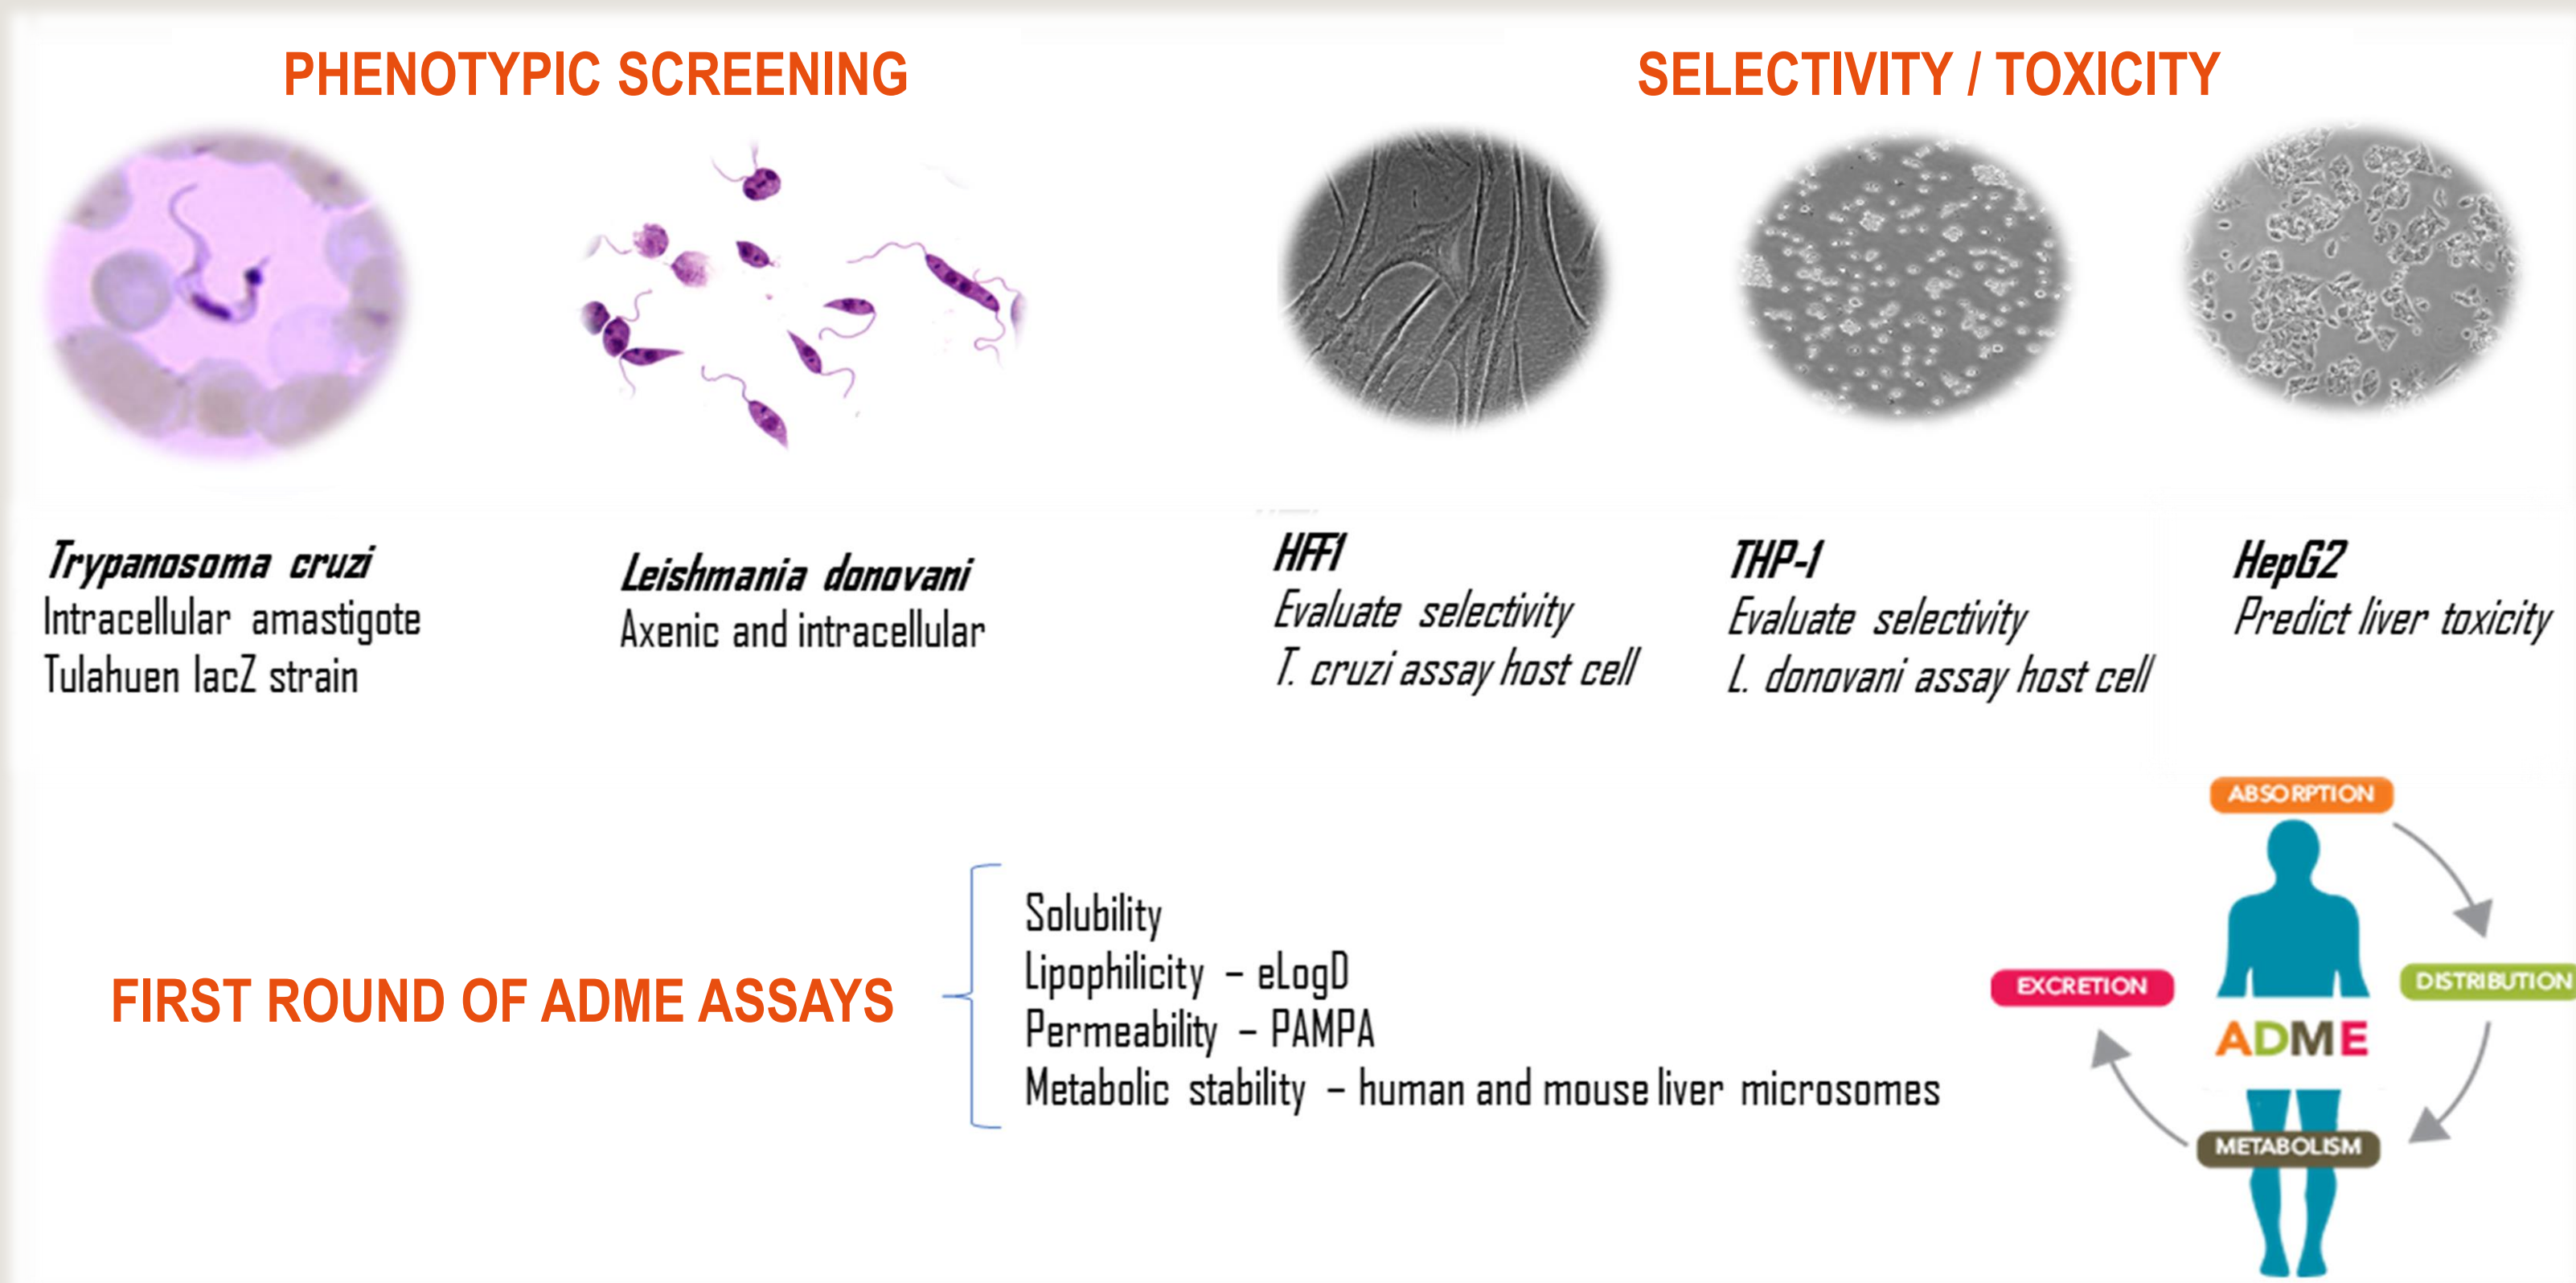 PHENOTYPIC SCREENING
SELECTIVITY / TOXICITY
Trypanosoma cruzi
Intracellular amastigote
Tulahuen lacZ strain
Leishmania donovani
Axenic and intracellular
HFF1
Evaluate selectivity
T. cruzi assay host cell
THP-1
Evaluate selectivity
L. donovani assay host cell
HepG2
Predict liver toxicity
FIRST ROUND OF ADME ASSAYS
Solubility
Lipophilicity – eLogD
Permeability – PAMPA
Metabolic stability – human and mouse liver microsomes
ABSORPTION
EXCRETION
DISTRIBUTION
ADME
METABOLISM